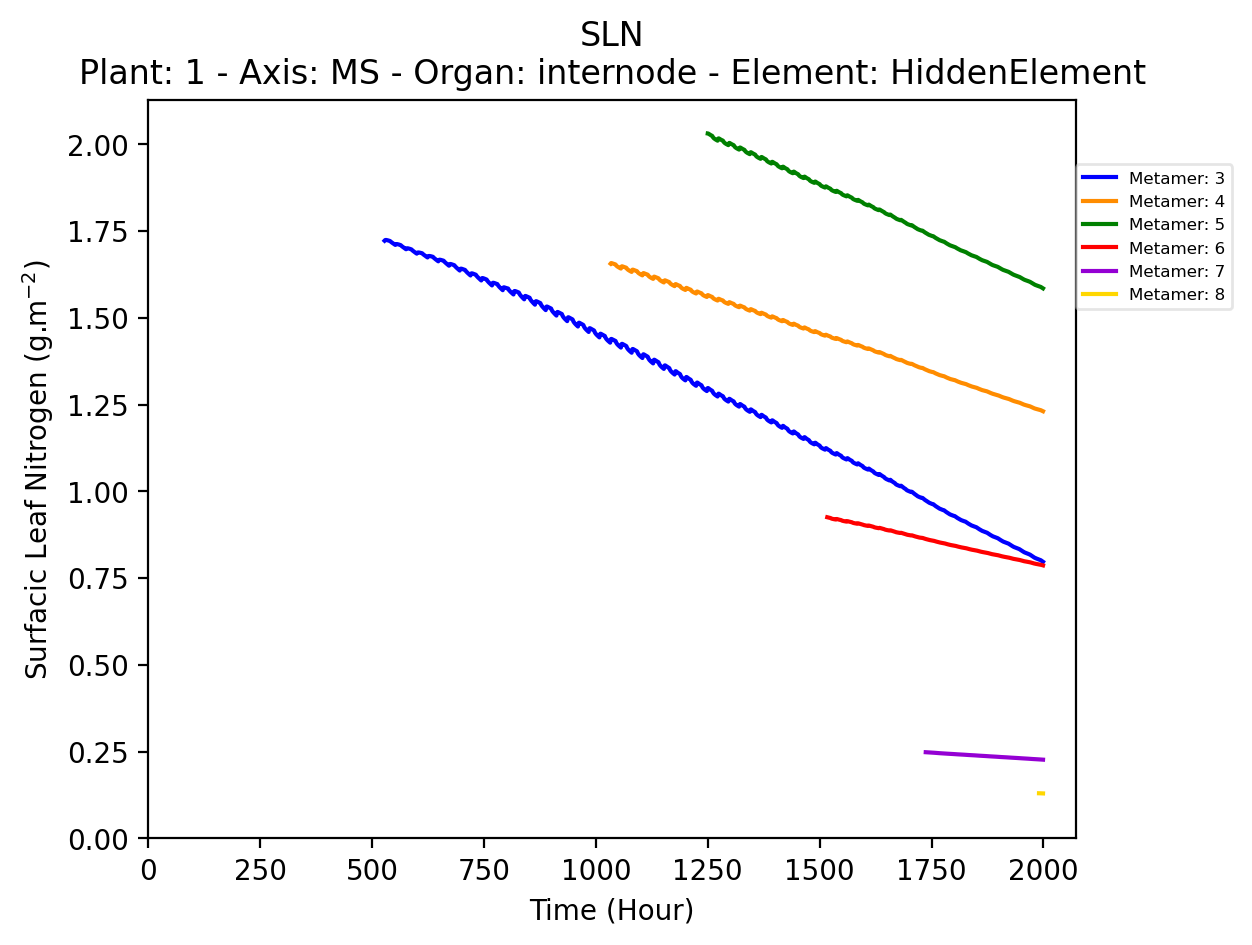 SLN
Plant: 1 - Axis: MS - Organ: internode - Element: HiddenElement
2.00
1.75
1.50
1.25
1.00
0.75
0.50
0.25
0.00
Surfacic Leaf Nitrogen (g.m⁻²)
0 250 500 750 1000 1250 1500 1750 2000
Time (Hour)
Metamer: 3
Metamer: 4
Metamer: 5
Metamer: 6
Metamer: 7
Metamer: 8